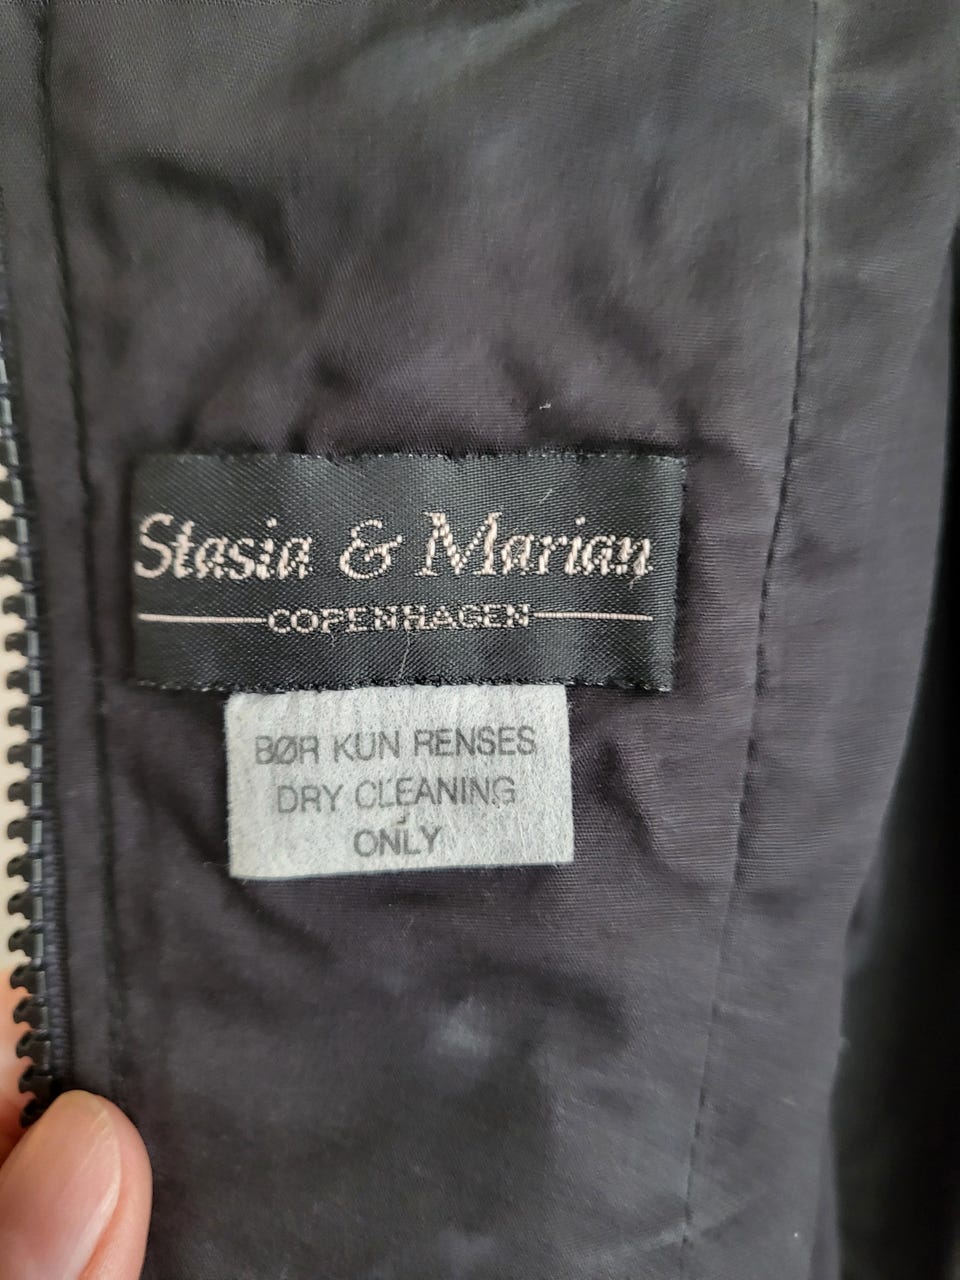 Stasia & Marian
COPENHAGEN
BØR KUN RENSES
DRY CLEANING
ONLY